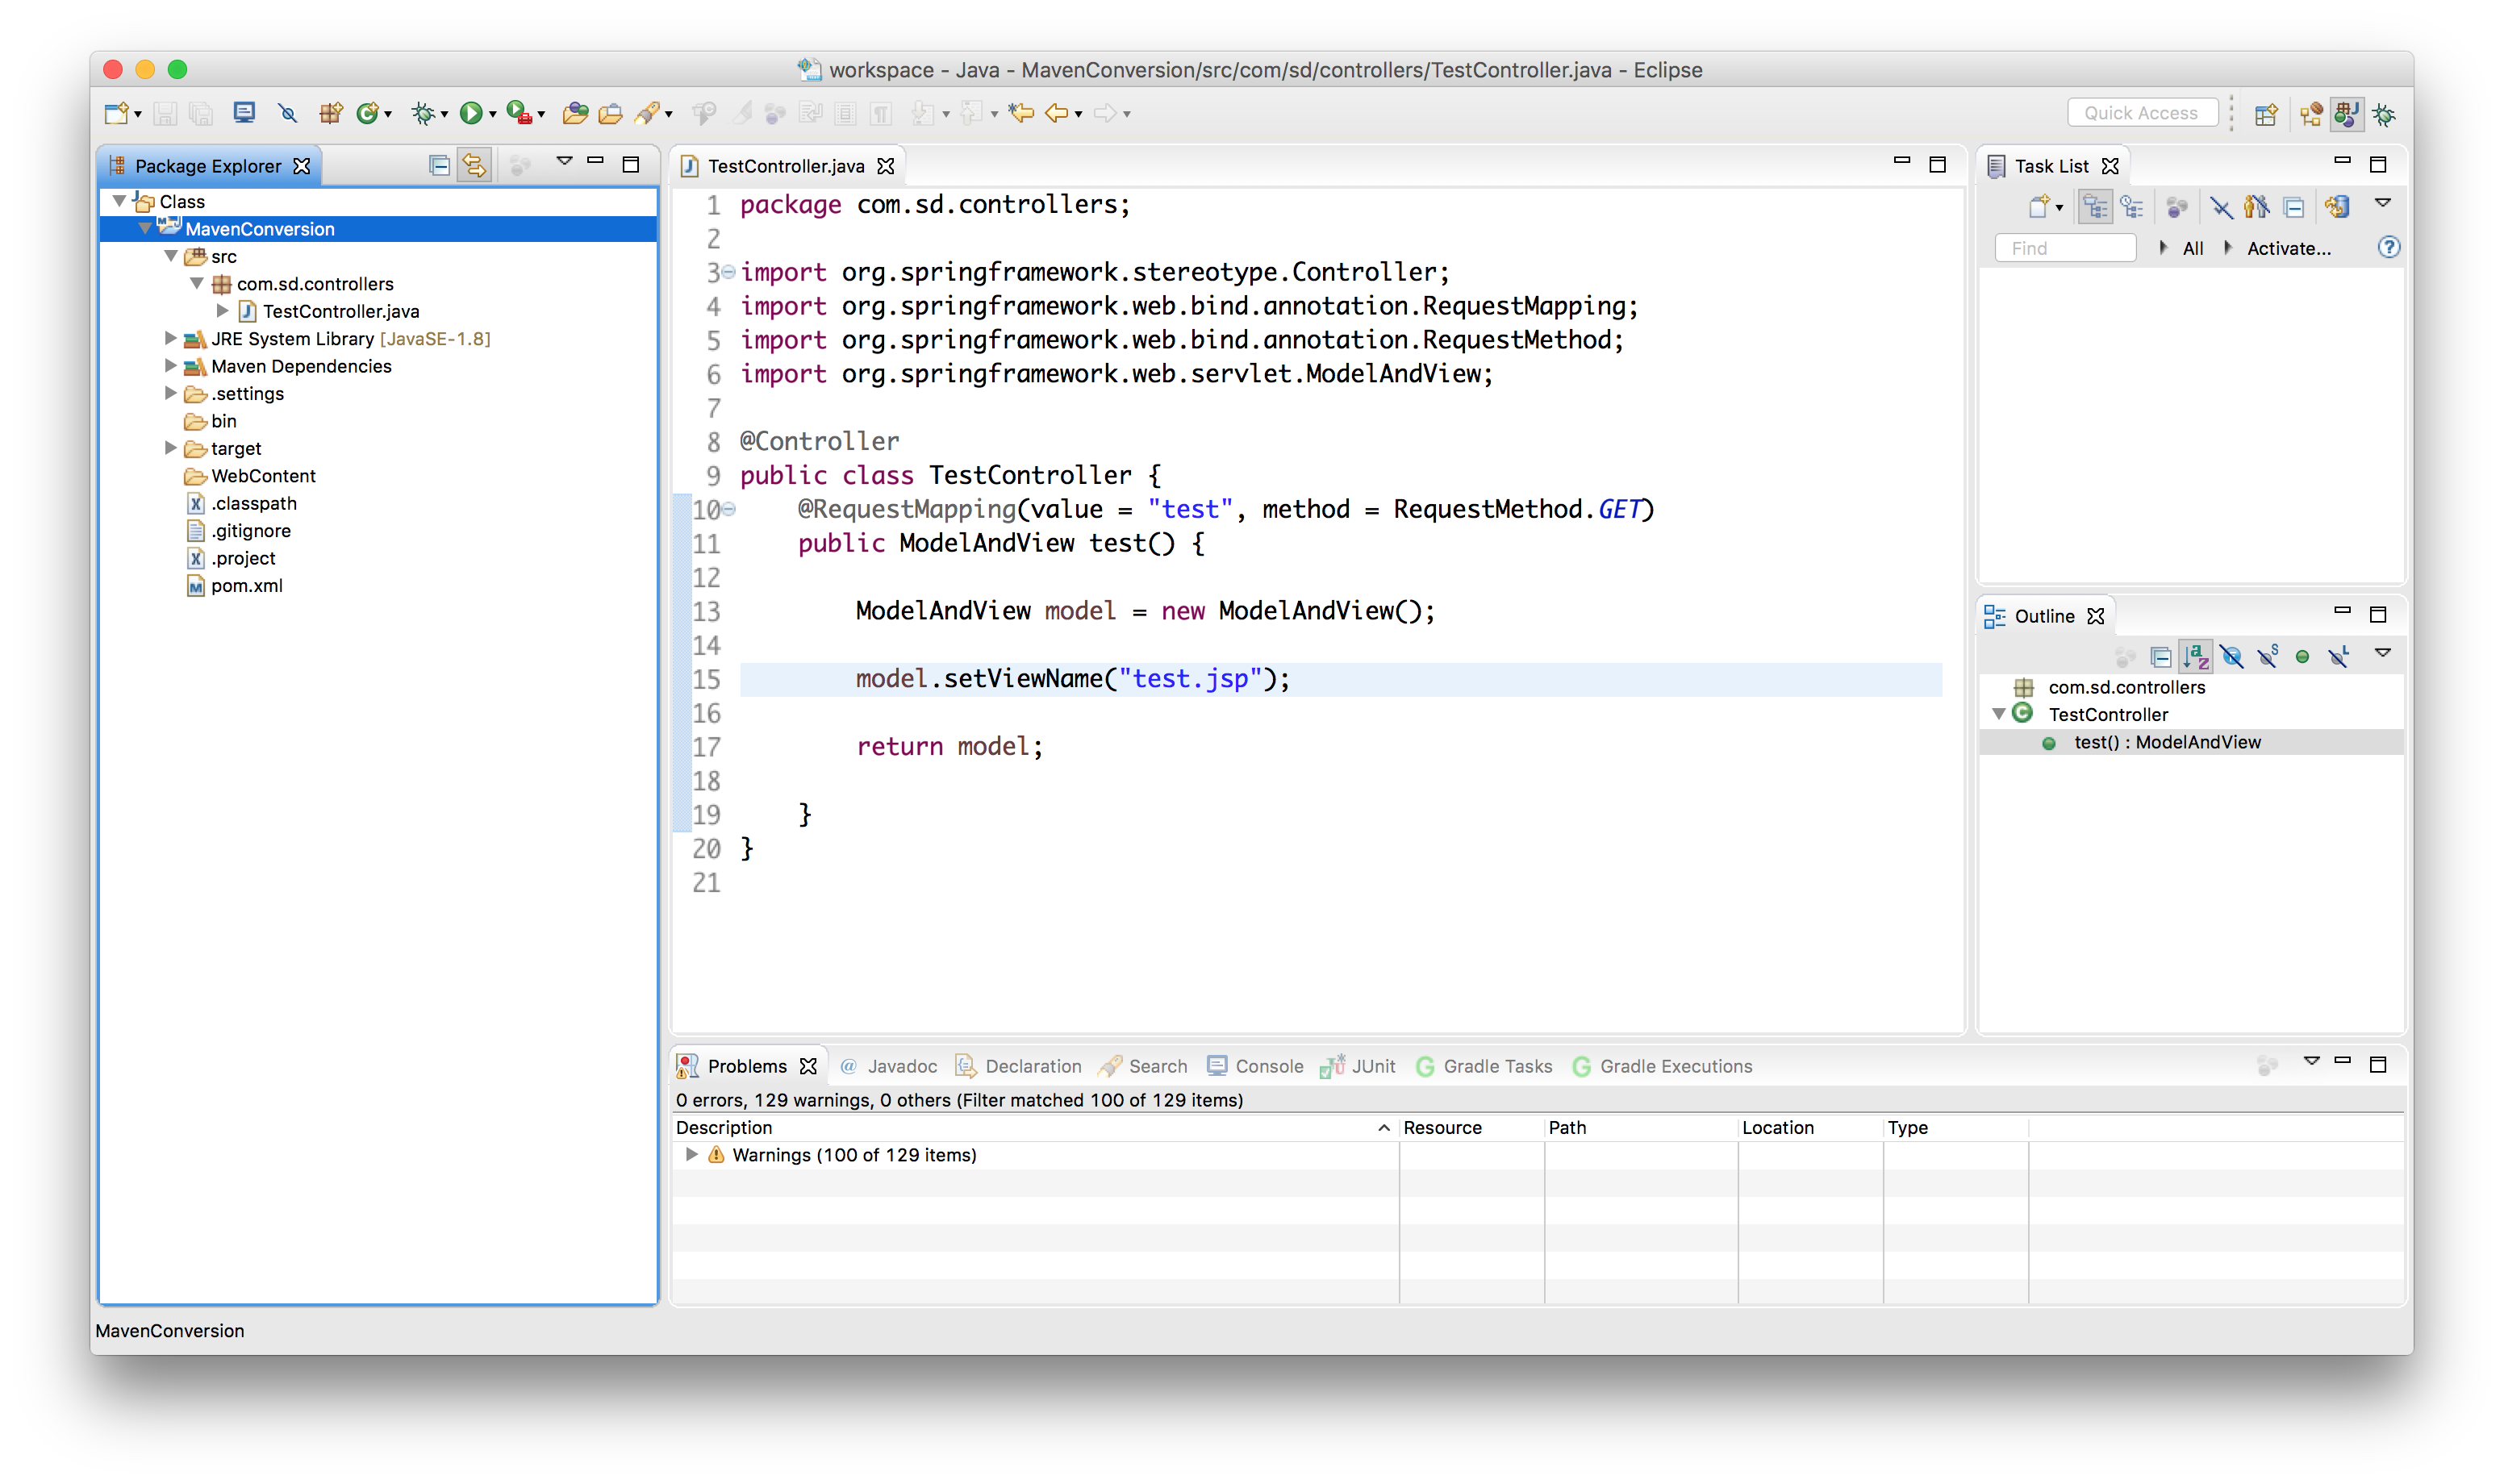 workspace - Java - MavenConversion/src/com/sd/controllers/TestController.java - Eclipse
Quick Access
Package Explorer
Class
MavenConversion
src
com.sd.controllers
TestController.java
JRE System Library [JavaSE-1.8]
Maven Dependencies
.settings
bin
target
WebContent
.classpath
.gitignore
.project
pom.xml
TestController.java
1 package com.sd.controllers;
2
3 import org.springframework.stereotype.Controller;
4 import org.springframework.web.bind.annotation.RequestMapping;
5 import org.springframework.web.bind.annotation.RequestMethod;
6 import org.springframework.web.servlet.ModelAndView;
7
8 @Controller
9 public class TestController {
10 @RequestMapping(value = "test", method = RequestMethod.GET)
11 public ModelAndView test() {
12
13 ModelAndView model = new ModelAndView();
14
15 model.setViewName("test.jsp");
16
17 return model;
18
19 }
20 }
21
Task List
Find All Activate...
Outline
com.sd.controllers
TestController
test() : ModelAndView
Problems Javadoc Declaration Search Console JUnit Gradle Tasks Gradle Executions
0 errors, 129 warnings, 0 others (Filter matched 100 of 129 items)
Description Resource Path Location Type
Warnings (100 of 129 items)
MavenConversion